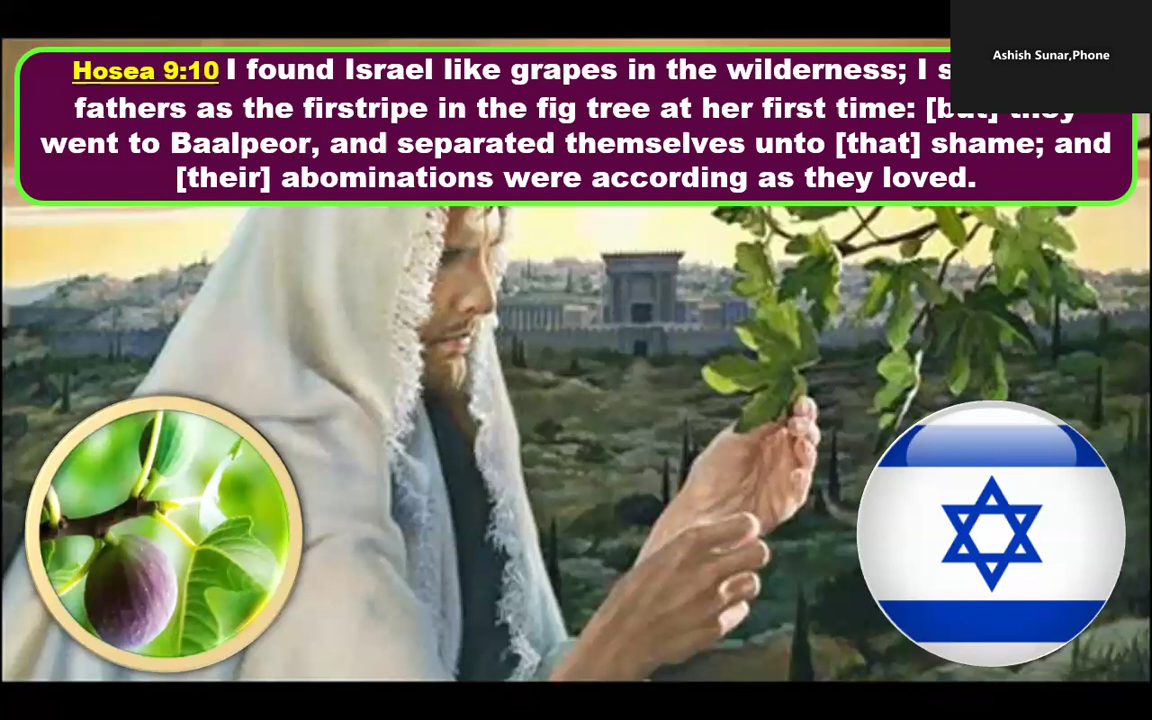 Ashish Sunar,Phone
Hosea 9:10 I found Israel like grapes in the wilderness; I
fathers as the firstripe in the fig tree at her first time: [but] they
went to Baalpeor, and separated themselves unto [that] shame; and
[their] abominations were according as they loved.